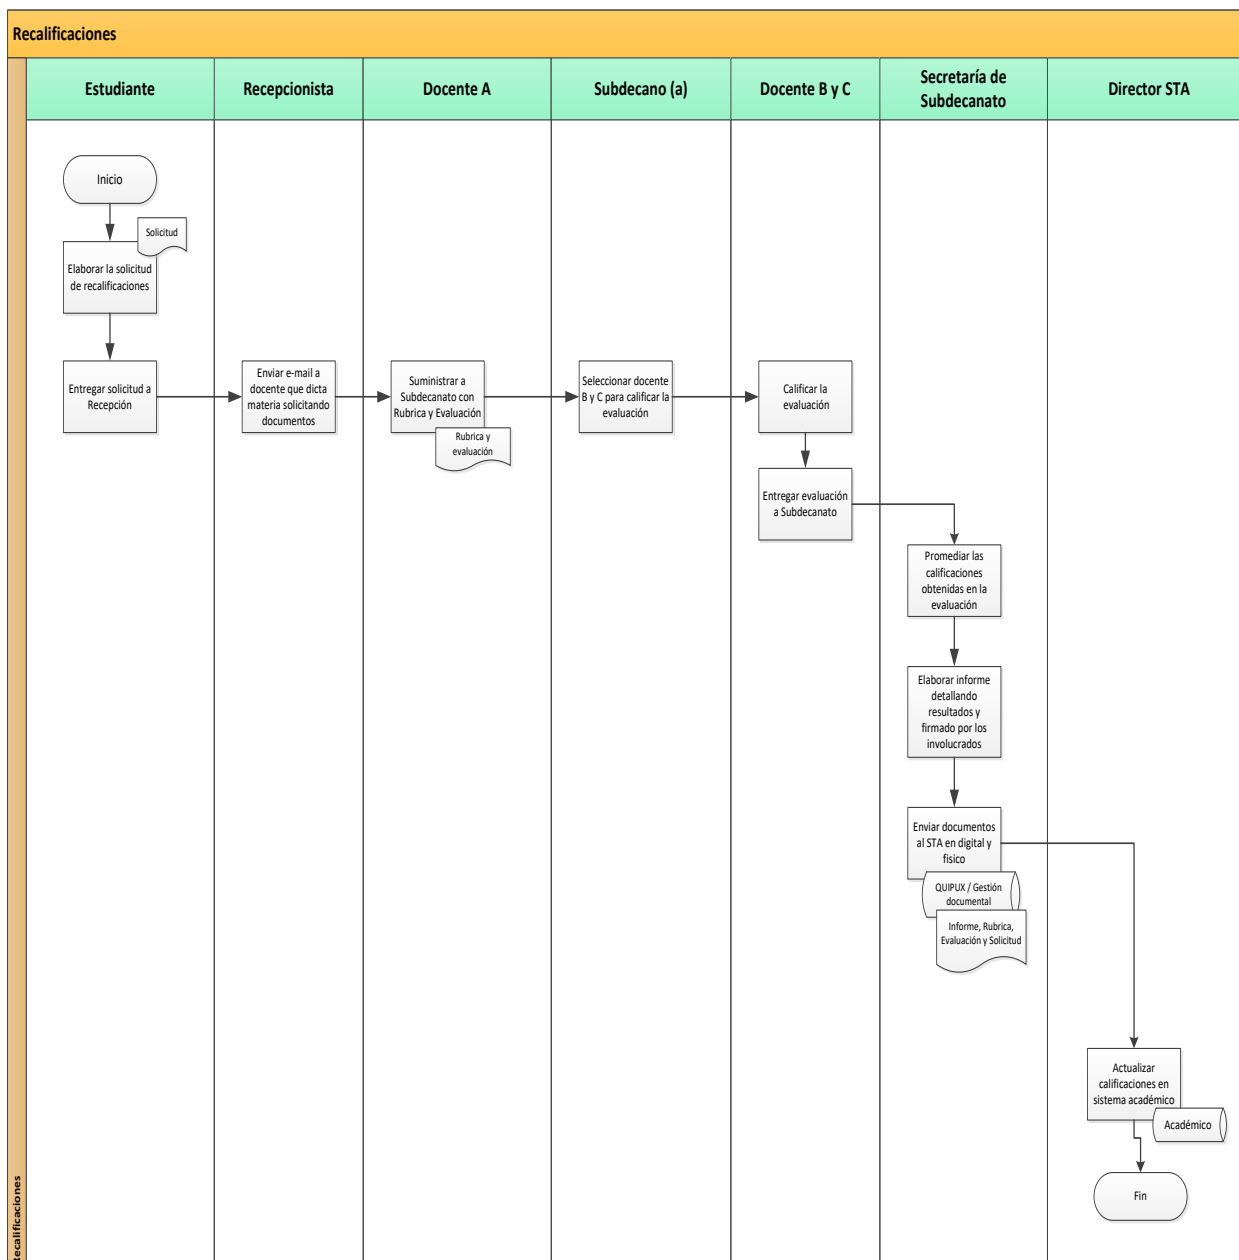 Recalificaciones
Estudiante
Recepcionista
Docente A
Subdecano (a)
Docente B y C
Secretaría de
Subdecanato
Director STA
Inicio
Solicitud
Elaborar la solicitud
de recalificaciones
Entregar solicitud a
Recepción
Enviar e-mail a
docente que dicta
materia solicitando
documentos
Suministrar a
Subdecanato con
Rubrica y Evaluación
Rubrica y
evaluación
Seleccionar docente
B y C para calificar la
evaluación
Calificar la
evaluación
Entregar evaluación
a Subdecanato
Promediar las
calificaciones
obtenidas en la
evaluación
Elaborar informe
detallando
resultados y
firmado por los
involucrados
Enviar documentos
al STA en digital y
fisico
QUIPUX / Gestión
documental
Informe, Rubrica,
Evaluación y Solicitud
Actualizar
calificaciones en
sistema académico
Académico
Fin
Recalificaciones